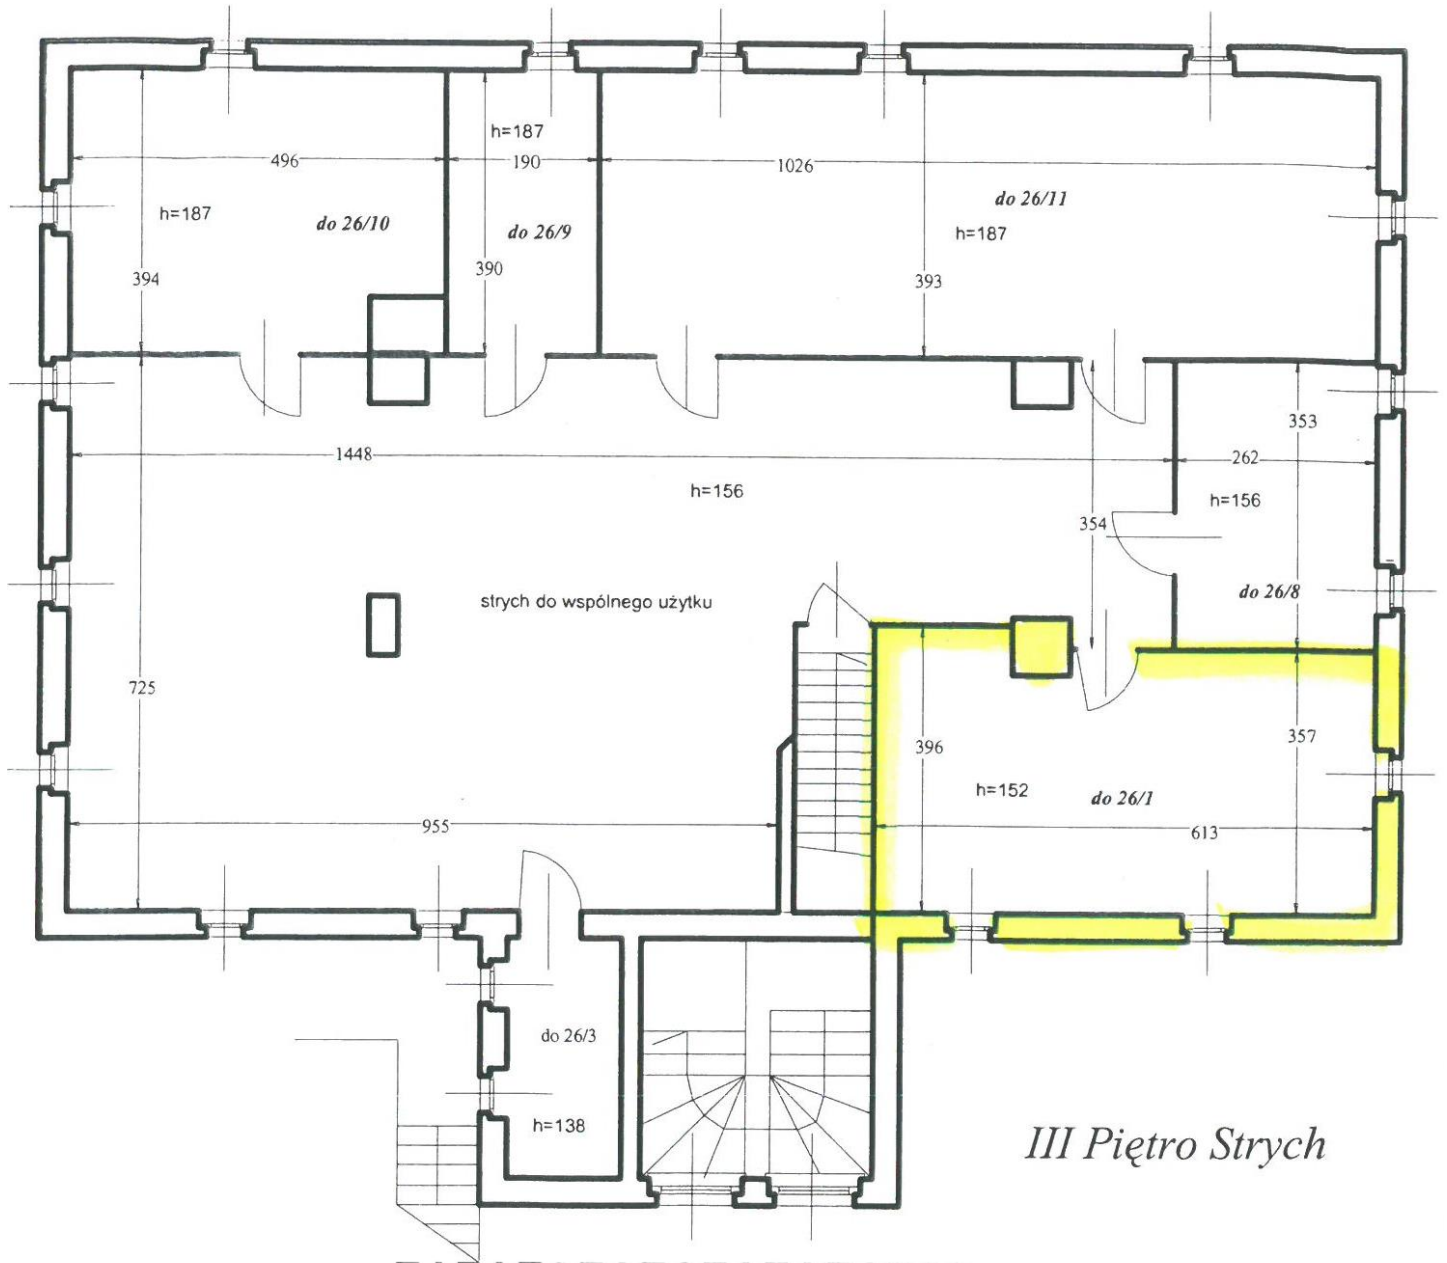 h=187
496
190
1026
do 26/11
h=187
do 26/10
do 26/9
h=187
394
390
393
353
1448
262
h=156
h=156
354
do 26/8
strych do wspólnego użytku
725
396
357
h=152
do 26/1
955
613
do 26/3
h=138
III Piętro Strych